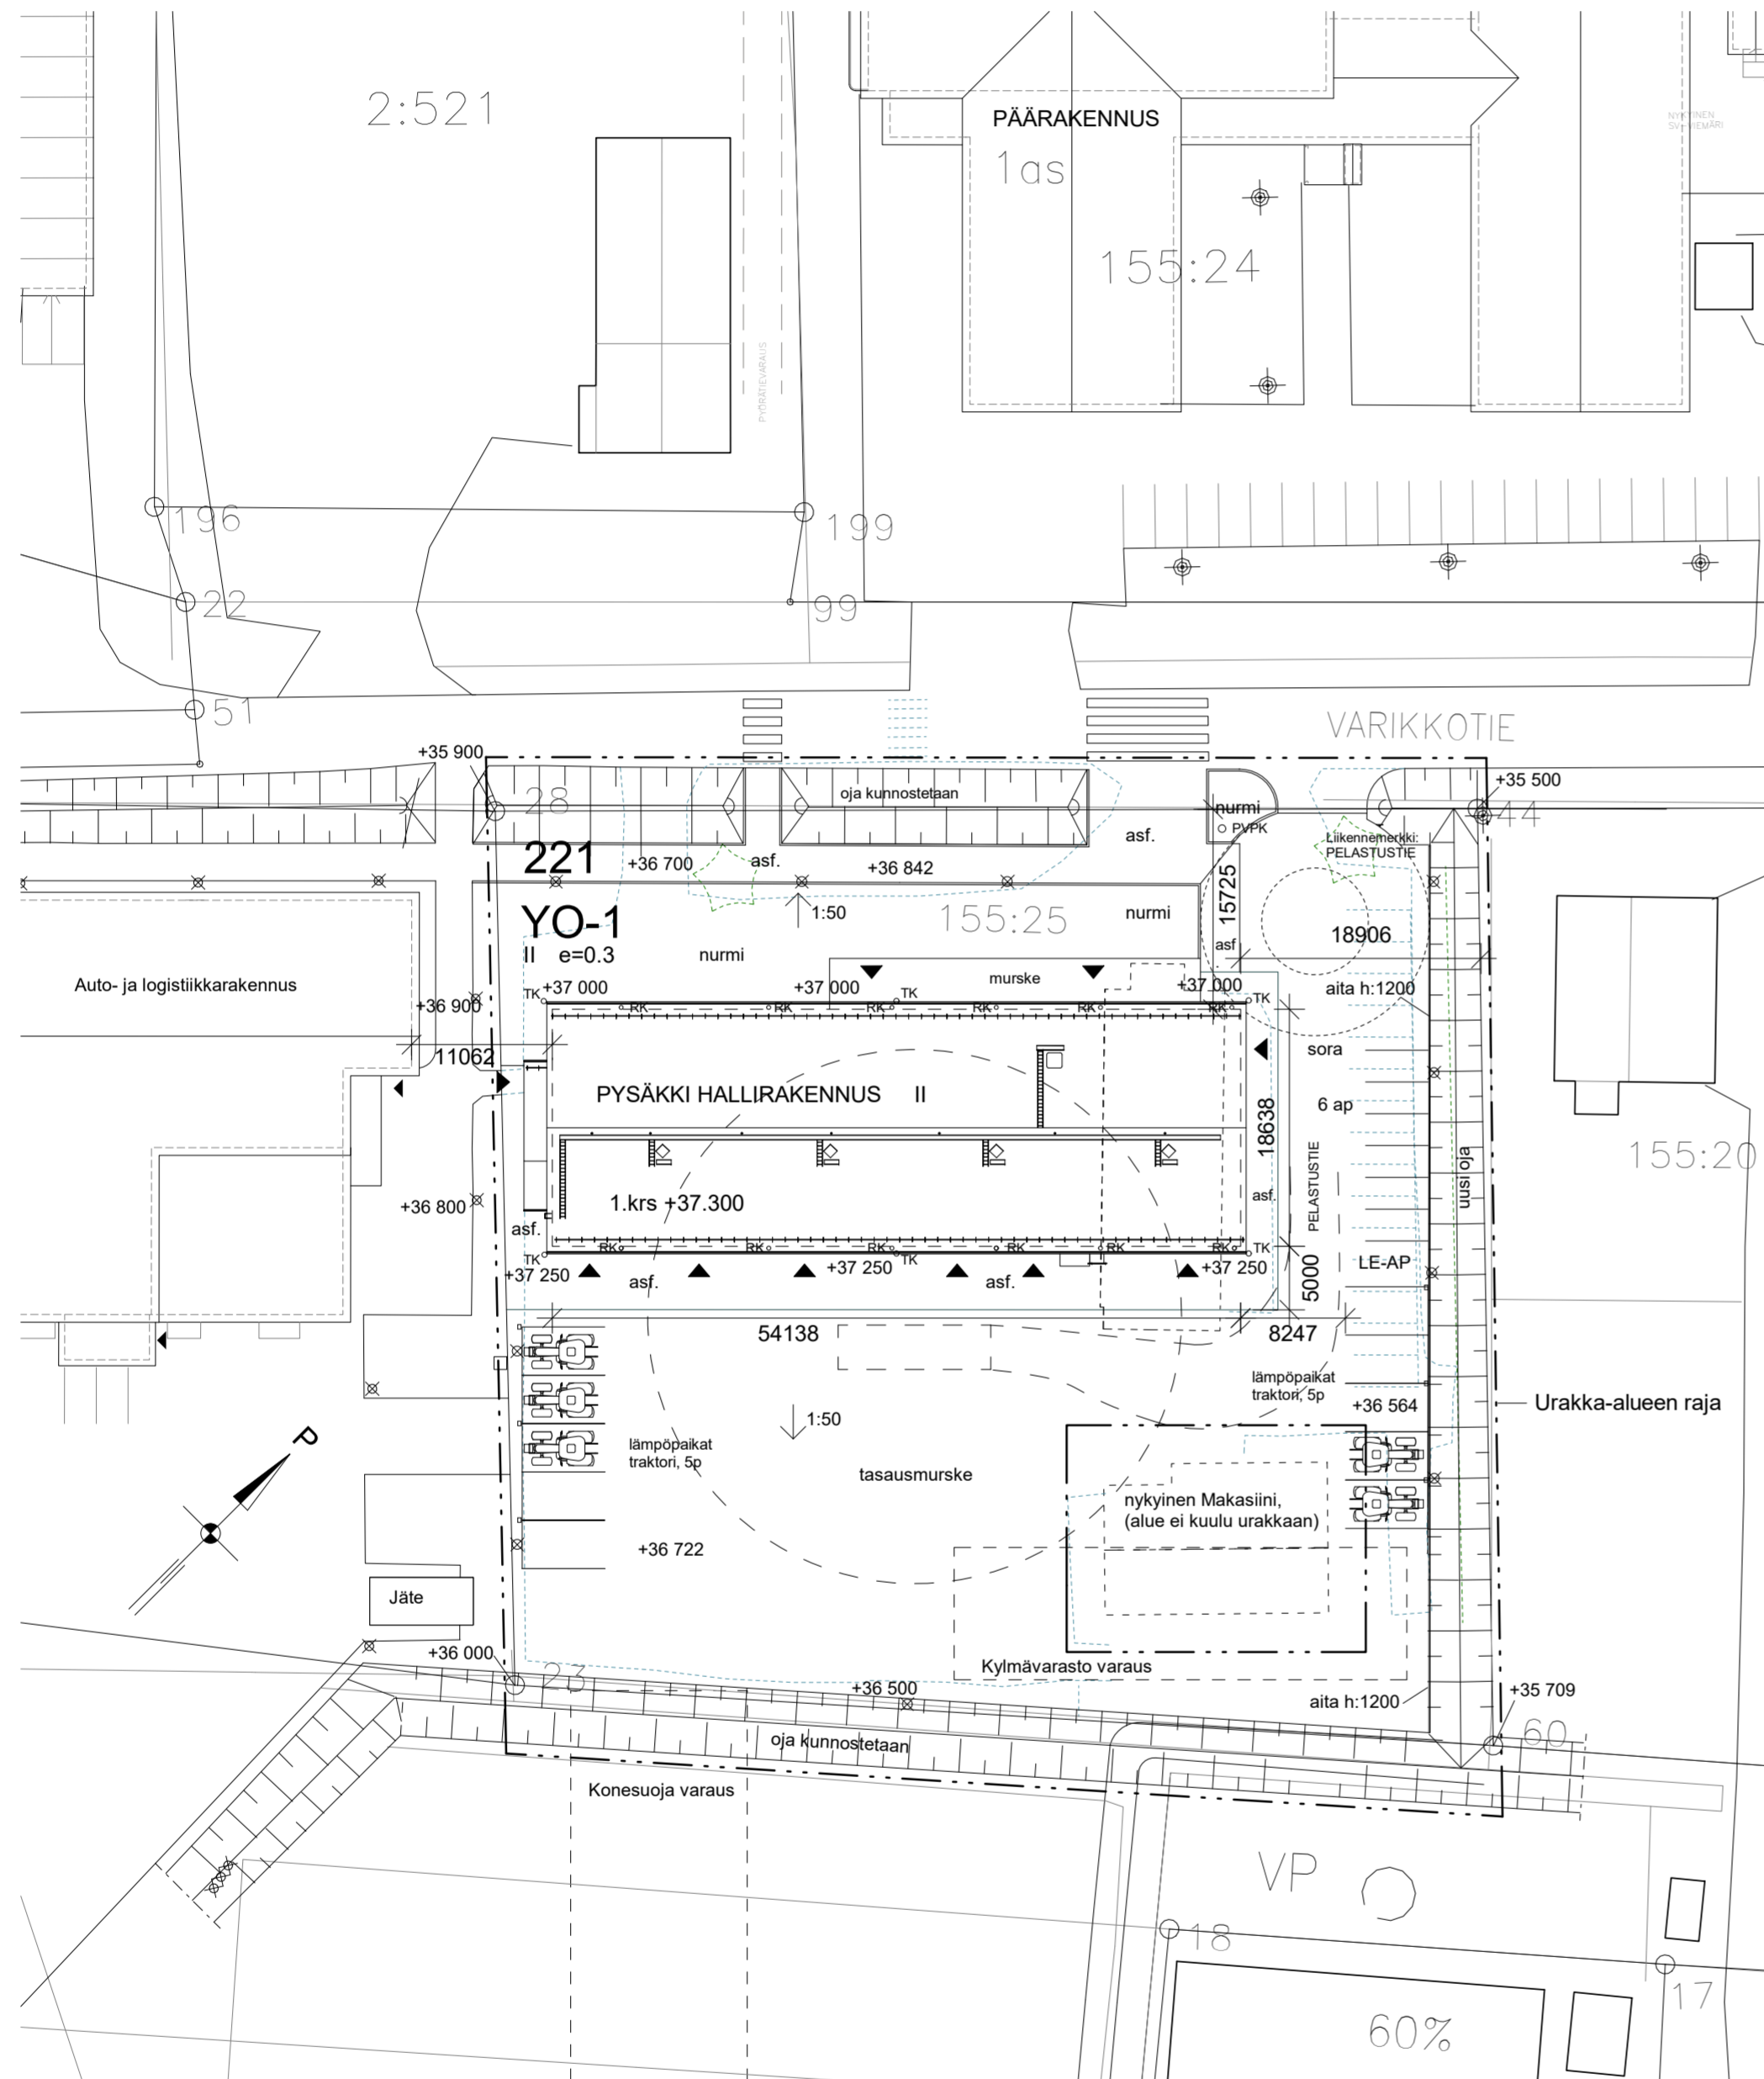 2:521
PÄÄRAKENNUS
1as
NYKYINEN
SV-VIEMÄRI
155:24
PYÖRÄTIEVARAUS
196
199
22
99
51
VARIKKOTIE
+35 900
+35 500
28
oja kunnostetaan
44
nurmi
PVPK
asf.
Liikennemerkki:
PELASTUSTIE
221
+36 700
asf.
+36 842
15725
YO-1
1:50
155:25
nurmi
18906
II e=0.3
nurmi
asf
Auto- ja logistiikkarakennus
murske
aita h:1200
TK
+37 000
+37 000
TK
+37 000
TK
+36 900
RK
RK
RK
RK
RK
RK
11062
sora
PYSÄKKI HALLIRAKENNUS II
6 ap
18638
155:20
PELASTUSTIE
uusi oja
+36 800
1.krs +37.300
asf.
asf.
RK
RK
RK
RK
RK
RK
TK
TK
TK
+37 250
+37 250
+37 250
LE-AP
asf.
asf.
5000
54138
8247
lämpöpaikat
traktori, 5p
+36 564
Urakka-alueen raja
P
1:50
lämpöpaikat
traktori, 5p
tasausmurske
nykyinen Makasiini,
(alue ei kuulu urakkaan)
+36 722
Jäte
+36 000
23
Kylmävarasto varaus
+36 500
aita h:1200
+35 709
60
oja kunnostetaan
Konesuoja varaus
VP
18
17
60%